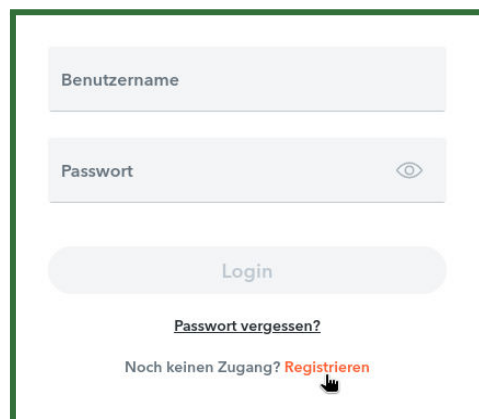 Benutzername
Passwort
Login
Passwort vergessen?
Noch keinen Zugang? Registrieren